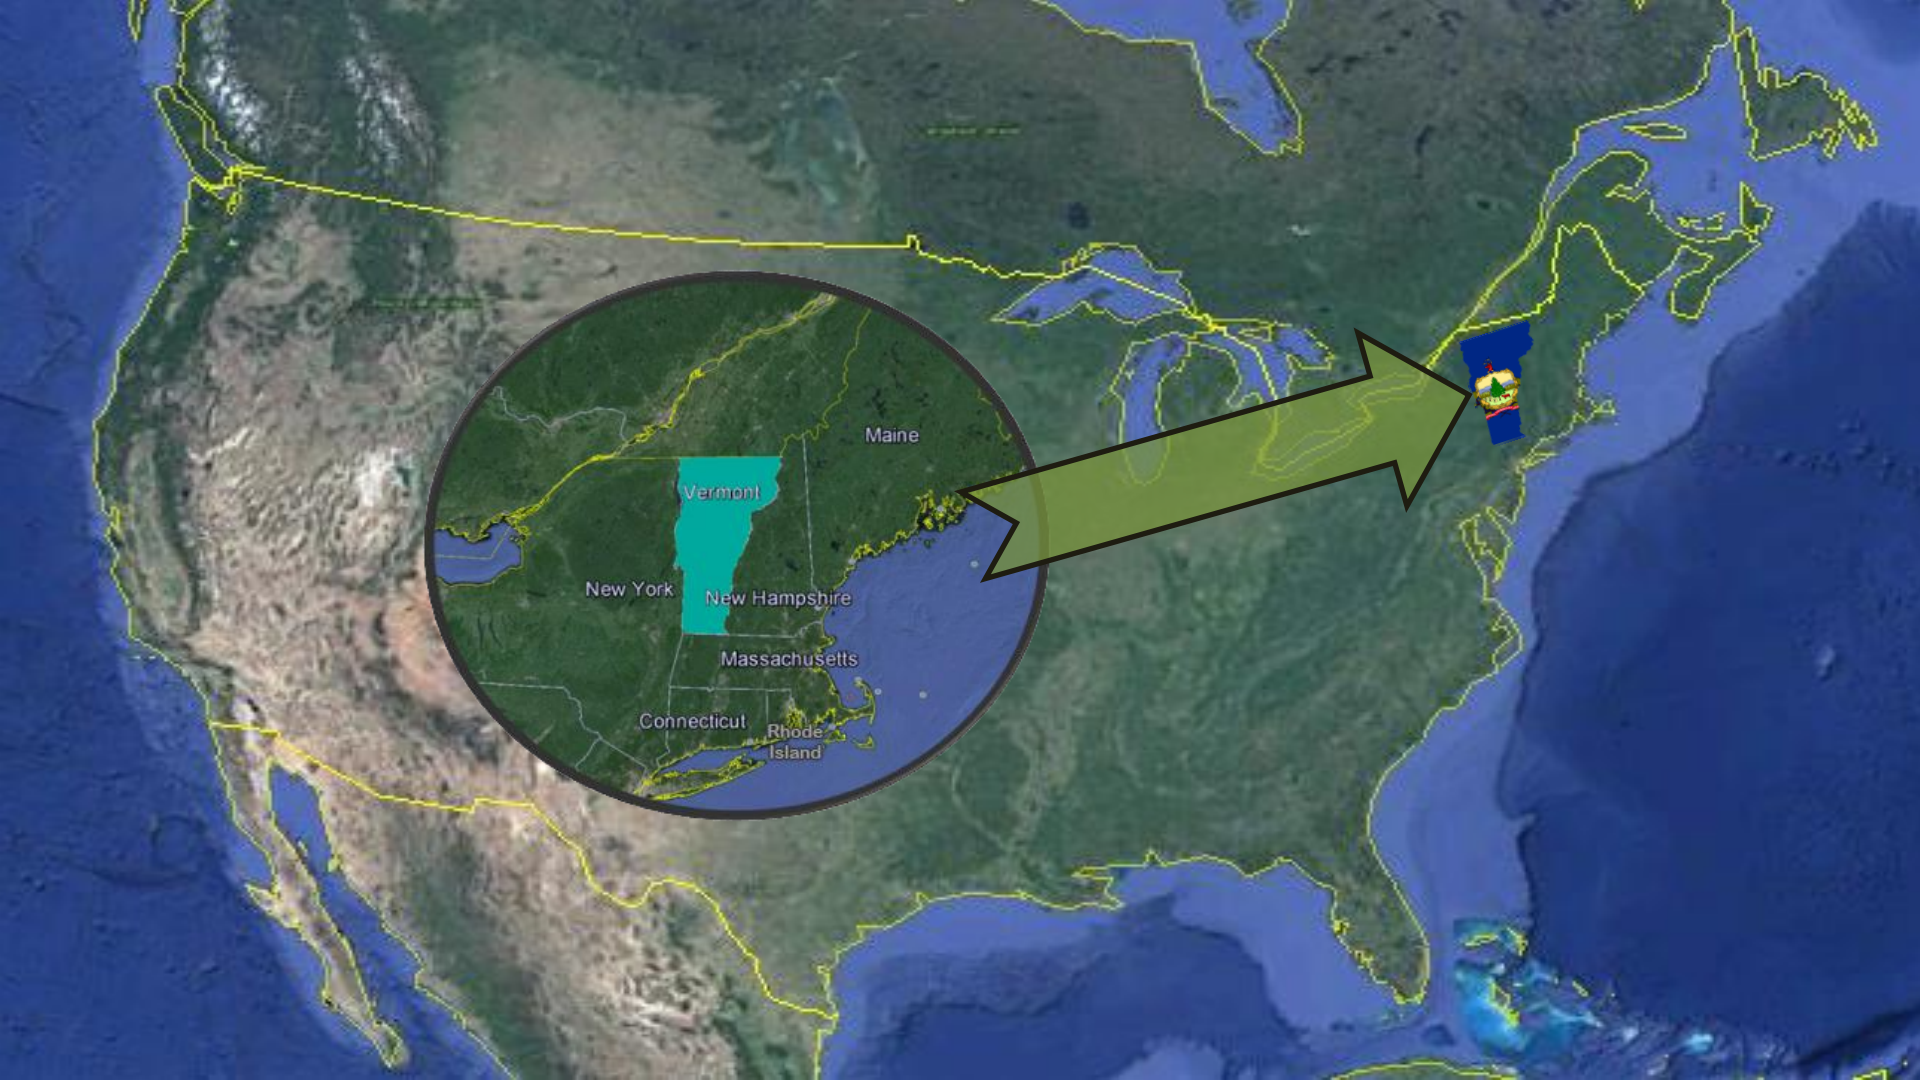 Maine
Vermont
New York
New Hampshire
Massachusetts
Connecticut
Rhode
Island